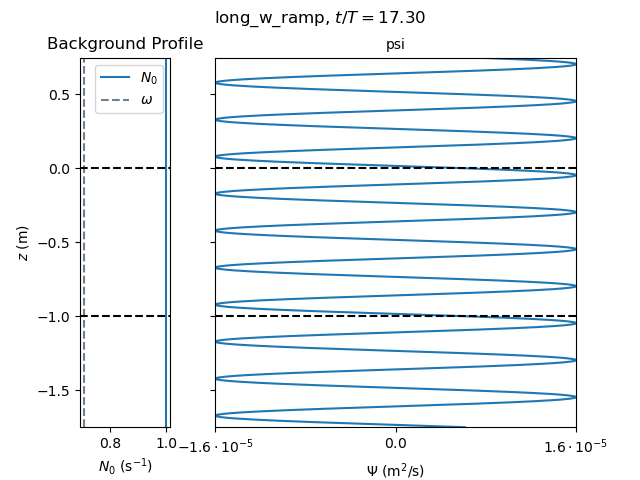 long_w_ramp, t/T = 17.30
Background Profile
psi
N₀
ω
0.5
0.0
−0.5
−1.0
−1.5
z (m)
0.8
1.0
−1.6 · 10⁻⁵
0.0
1.6 · 10⁻⁵
N₀ (s⁻¹)
Ψ (m²/s)